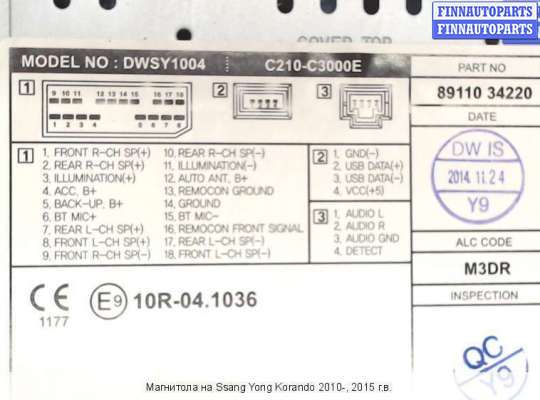 FINNAUTOPARTS
FINNAUTOPARTS
COVER TOP
MODEL NO : DWSY1004
C210-C3000E
PART NO
89110 34220
DATE
DW IS
2014. 11. 24
Y9
ALC CODE
M3DR
INSPECTION
QC
Y9
1
9 10 11 12 13 14 15 16 17 18
1 2 3 4 5 6 7 8
2
3
1
1. FRONT R-CH SP(+)
2. REAR R-CH SP(+)
3. ILLUMINATION(+)
4. ACC, B+
5. BACK-UP, B+
6. BT MIC+
7. REAR L-CH SP(+)
8. FRONT L-CH SP(+)
9. FRONT R-CH SP(-)
10. REAR R-CH SP(-)
11. ILLUMINATION(-)
12. AUTO ANT, B+
13. REMOCON GROUND
14. GROUND
15. BT MIC-
16. REMOCON FRONT SIGNAL
17. REAR L-CH SP(-)
18. FRONT L-CH SP(-)
2
1. GND(-)
2. USB DATA(+)
3. USB DATA(-)
4. VCC(+5)
3
1. AUDIO L
2. AUDIO R
3. AUDIO GND
4. DETECT
CE
1177
E9 10R-04.1036
Магнитола на Ssang Yong Korando 2010-, 2015 г.в.